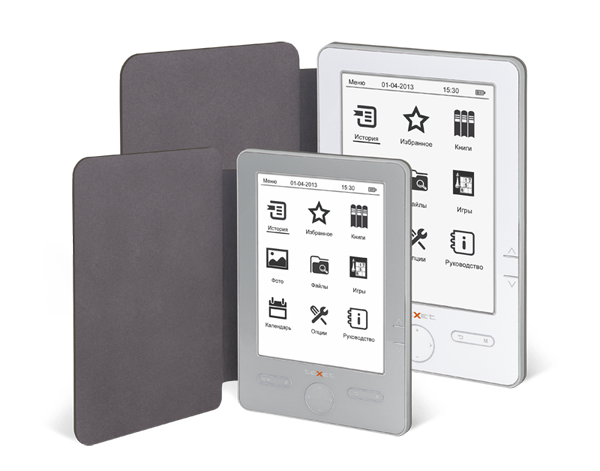 Меню 01-04-2013 15:30
История Избранное Книги
Файлы Игры
Опции Руководство
Меню 01-04-2013 15:30
История Избранное Книги
Фото Файлы Игры
Календарь Опции Руководство
teXet